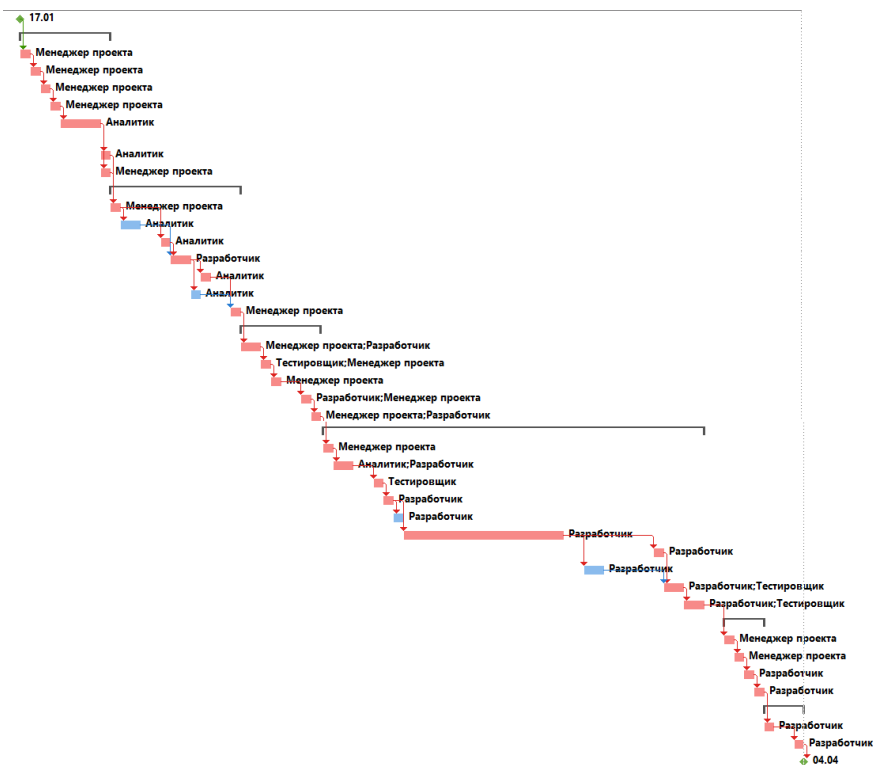 17.01
Менеджер проекта
Менеджер проекта
Менеджер проекта
Менеджер проекта
Аналитик
Аналитик
Менеджер проекта
Менеджер проекта
Аналитик
Аналитик
Разработчик
Аналитик
Аналитик
Менеджер проекта
Менеджер проекта;Разработчик
Тестировщик;Менеджер проекта
Менеджер проекта
Разработчик;Менеджер проекта
Менеджер проекта;Разработчик
Менеджер проекта
Аналитик;Разработчик
Тестировщик
Разработчик
Разработчик
Разработчик
Разработчик
Разработчик
Разработчик;Тестировщик
Разработчик;Тестировщик
Менеджер проекта
Менеджер проекта
Разработчик
Разработчик
Разработчик
Разработчик
04.04